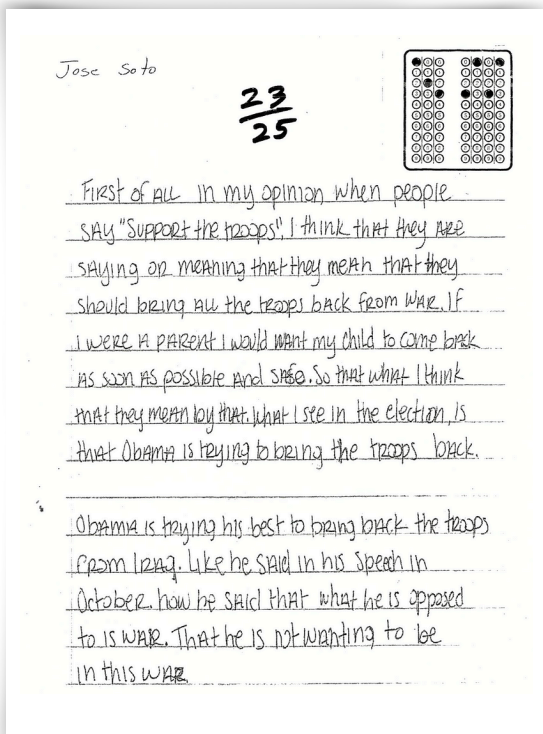 Jose Soto
23
25
First of all in my opinion when people
say "Support the troops", I think that they are
saying or meaning that they mean that they
should bring all the troops back from war. If
I were a parent I would want my child to come back
as soon as possible and safe. So that what I think
that they mean by that. What I see in the election, is
that Obama is trying to bring the troops back.
Obama is trying his best to bring back the troops
from Iraq. Like he said in his speech in
October. how he said that what he is opposed
to is war. That he is not wanting to be
in this war.